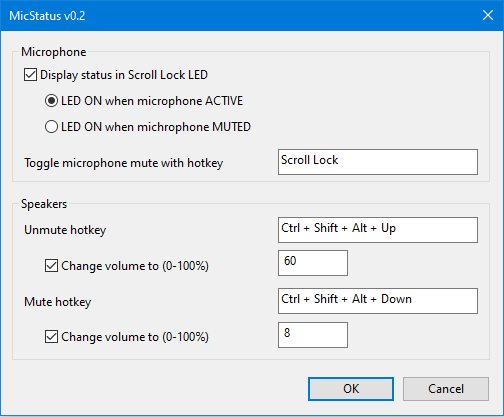 MicStatus v0.2
Microphone
Display status in Scroll Lock LED
LED ON when microphone ACTIVE
LED ON when michrophone MUTED
Toggle microphone mute with hotkey Scroll Lock
Speakers
Unmute hotkey Ctrl + Shift + Alt + Up
Change volume to (0-100%) 60
Mute hotkey Ctrl + Shift + Alt + Down
Change volume to (0-100%) 8
OK Cancel